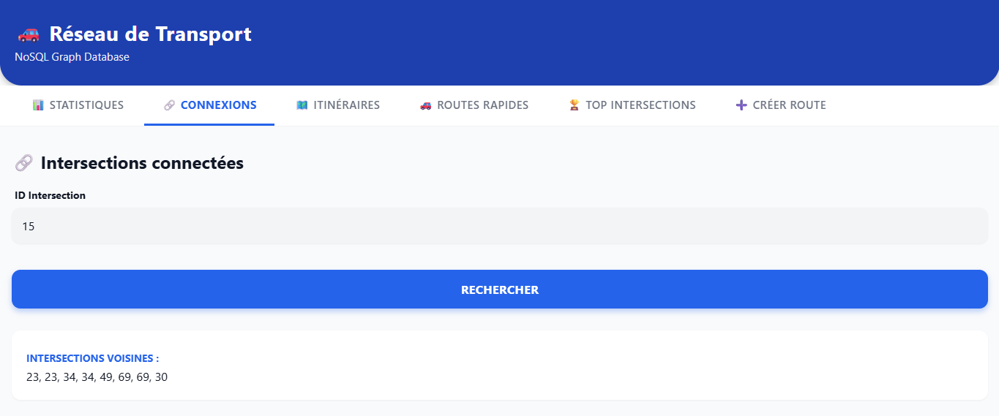 Réseau de Transport
NoSQL Graph Database
STATISTIQUES CONNEXIONS ITINÉRAIRES ROUTES RAPIDES TOP INTERSECTIONS CRÉER ROUTE
Intersections connectées
ID Intersection
15
RECHERCHER
INTERSECTIONS VOISINES :
23, 23, 34, 34, 49, 69, 69, 30